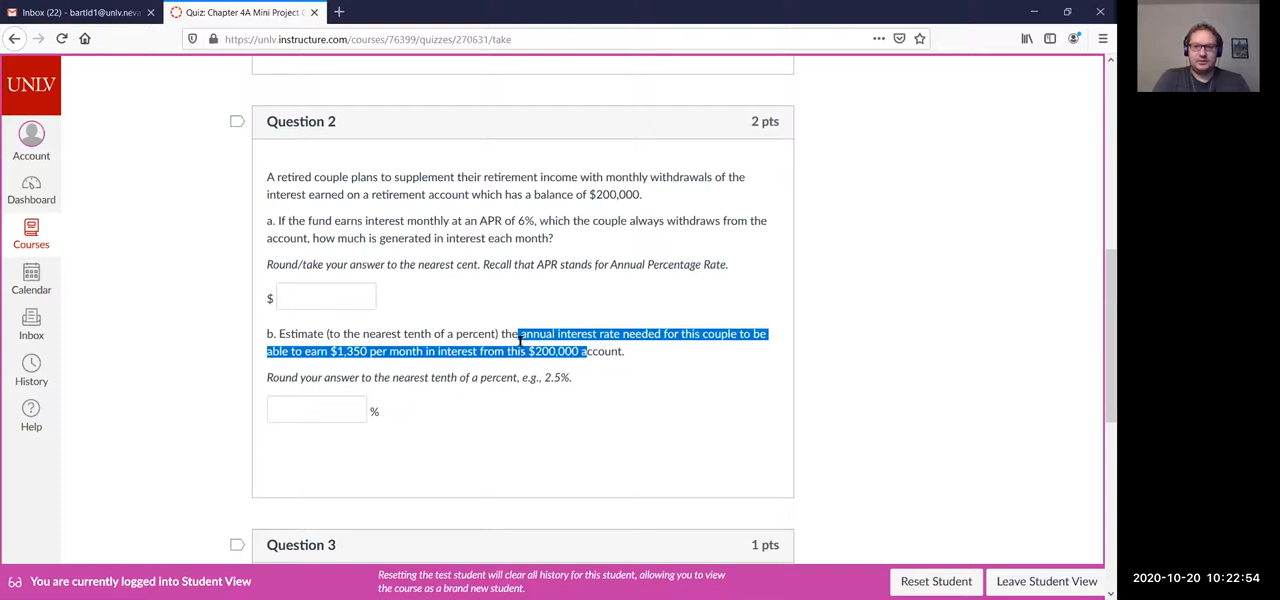 Inbox (22) - bartld1@unlv.neva
Quiz: Chapter 4A Mini Project
https://unlv.instructure.com/courses/76399/quizzes/270631/take
UNLV
Account
Dashboard
Courses
Calendar
Inbox
History
Help
Question 2
2 pts
A retired couple plans to supplement their retirement income with monthly withdrawals of the
interest earned on a retirement account which has a balance of $200,000.
a. If the fund earns interest monthly at an APR of 6%, which the couple always withdraws from the
account, how much is generated in interest each month?
Round/take your answer to the nearest cent. Recall that APR stands for Annual Percentage Rate.
$
b. Estimate (to the nearest tenth of a percent) the annual interest rate needed for this couple to be
able to earn $1,350 per month in interest from this $200,000 account.
Round your answer to the nearest tenth of a percent, e.g., 2.5%.
%
Question 3
1 pts
You are currently logged into Student View
Resetting the test student will clear all history for this student, allowing you to view
the course as a brand new student.
Reset Student
Leave Student View
2020-10-20 10:22:54